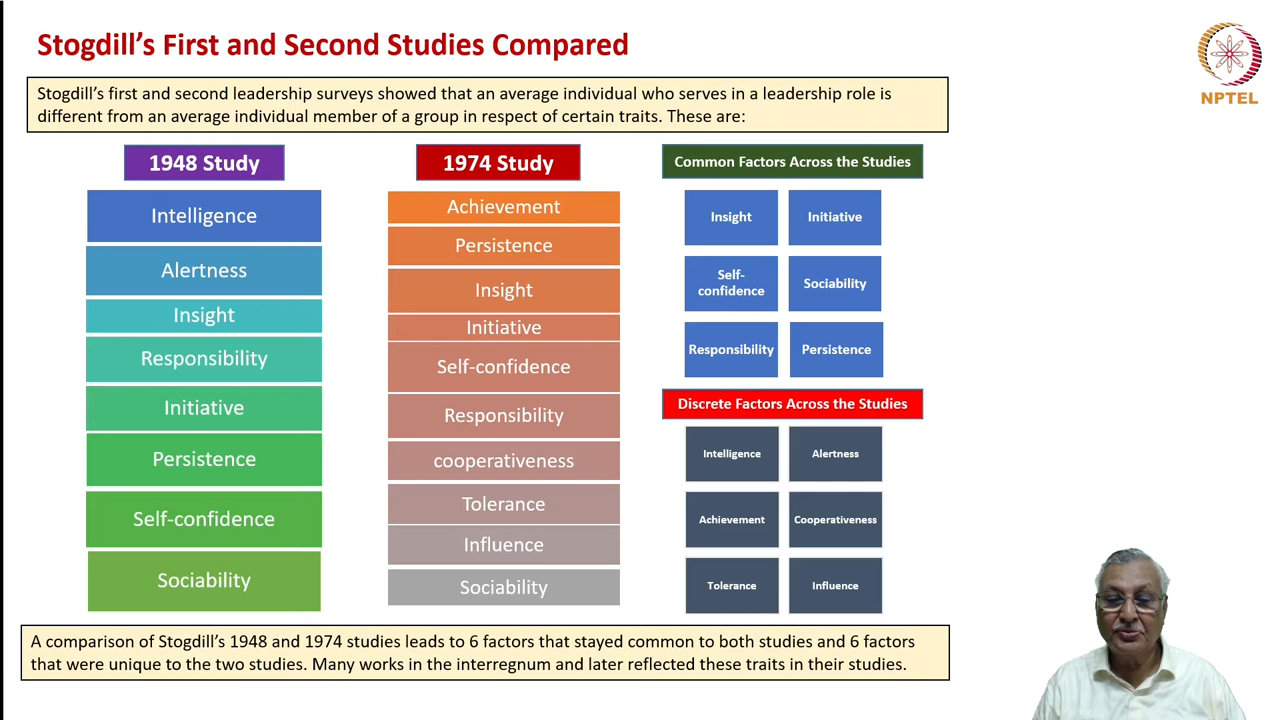 Stogdill's First and Second Studies Compared
NPTEL
Stogdill's first and second leadership surveys showed that an average individual who serves in a leadership role is
different from an average individual member of a group in respect of certain traits. These are:
1948 Study
Intelligence
Alertness
Insight
Responsibility
Initiative
Persistence
Self-confidence
Sociability
1974 Study
Achievement
Persistence
Insight
Initiative
Self-confidence
Responsibility
cooperativeness
Tolerance
Influence
Sociability
Common Factors Across the Studies
Insight
Initiative
Self-
confidence
Sociability
Responsibility
Persistence
Discrete Factors Across the Studies
Intelligence
Alertness
Achievement
Cooperativeness
Tolerance
Influence
A comparison of Stogdill's 1948 and 1974 studies leads to 6 factors that stayed common to both studies and 6 factors
that were unique to the two studies. Many works in the interregnum and later reflected these traits in their studies.